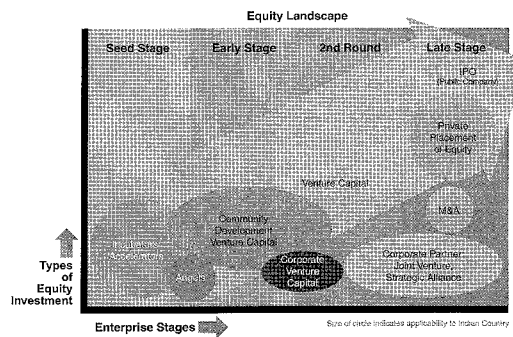 Equity Landscape
Seed Stage
Early Stage
2nd Round
Late Stage
IPO
(Public Company)
Private
Placement
of Equity
Venture Capital
M&A
Community
Development
Venture Capital
Incubators
Accelerators
Angels
Corporate
Venture
Capital
Corporate Partner
Joint Venture
Strategic Alliance
Types
of
Equity
Investment
Enterprise Stages
Size of circle indicates applicability to Indian Country